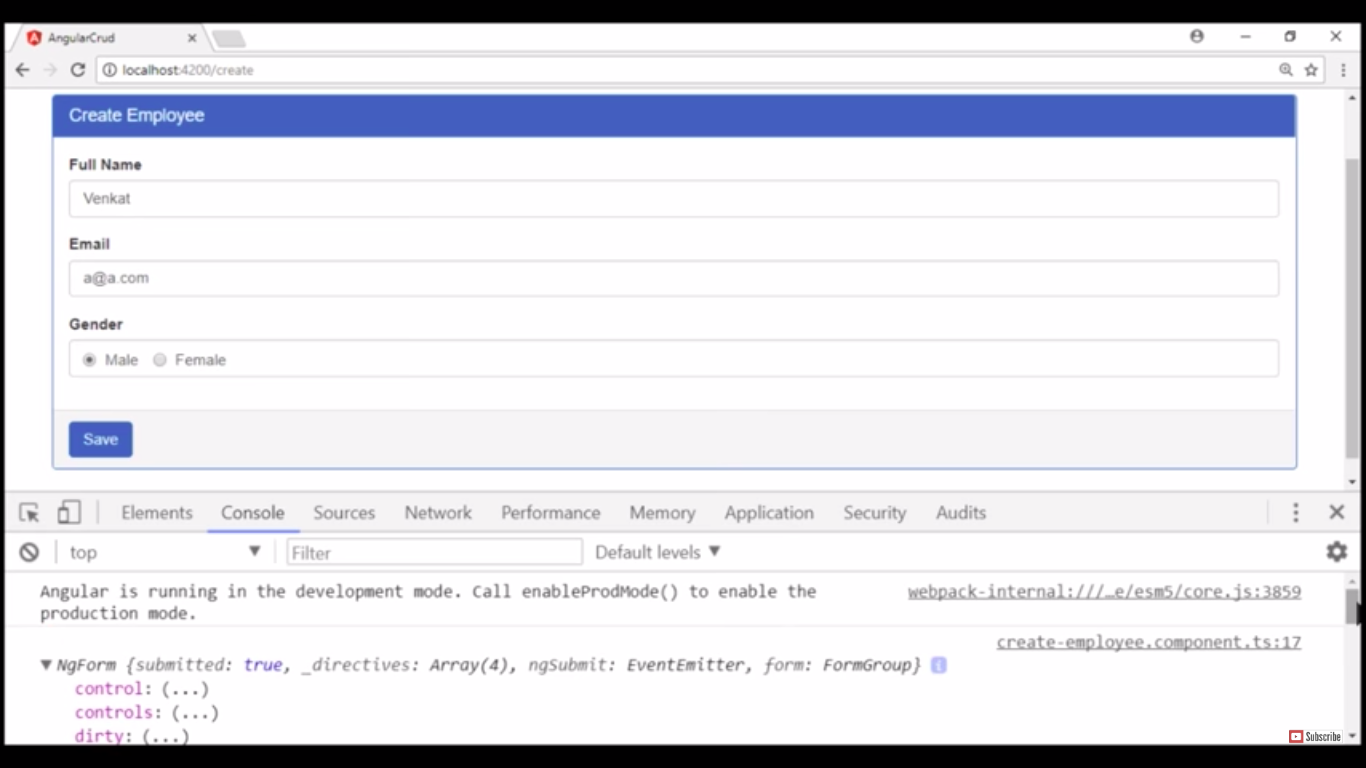 AngularCrud
localhost:4200/create
Create Employee
Full Name
Venkat
Email
a@a.com
Gender
Male Female
Save
Elements Console Sources Network Performance Memory Application Security Audits
top Filter Default levels
Angular is running in the development mode. Call enableProdMode() to enable the webpack-internal:///…e/esm5/core.js:3859
production mode.
create-employee.component.ts:17
NgForm {submitted: true, _directives: Array(4), ngSubmit: EventEmitter, form: FormGroup} i
control: (...)
controls: (...)
dirty: (...)
Subscribe